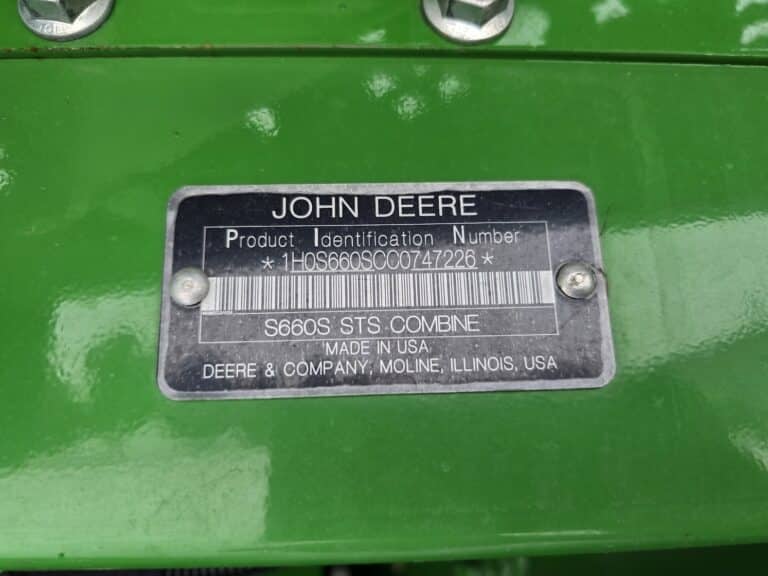 JOHN DEERE
Product Identification Number
*1H0S660SCC0747226*
S660S STS COMBINE
MADE IN USA
DEERE & COMPANY, MOLINE, ILLINOIS, USA